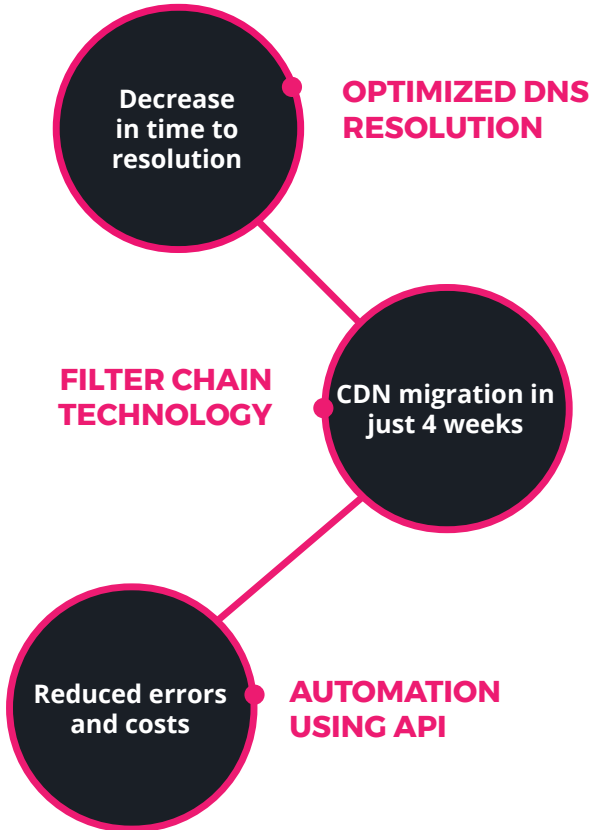 Decrease
in time to
resolution
OPTIMIZED DNS
RESOLUTION
FILTER CHAIN
TECHNOLOGY
CDN migration in
just 4 weeks
Reduced errors
and costs
AUTOMATION
USING API